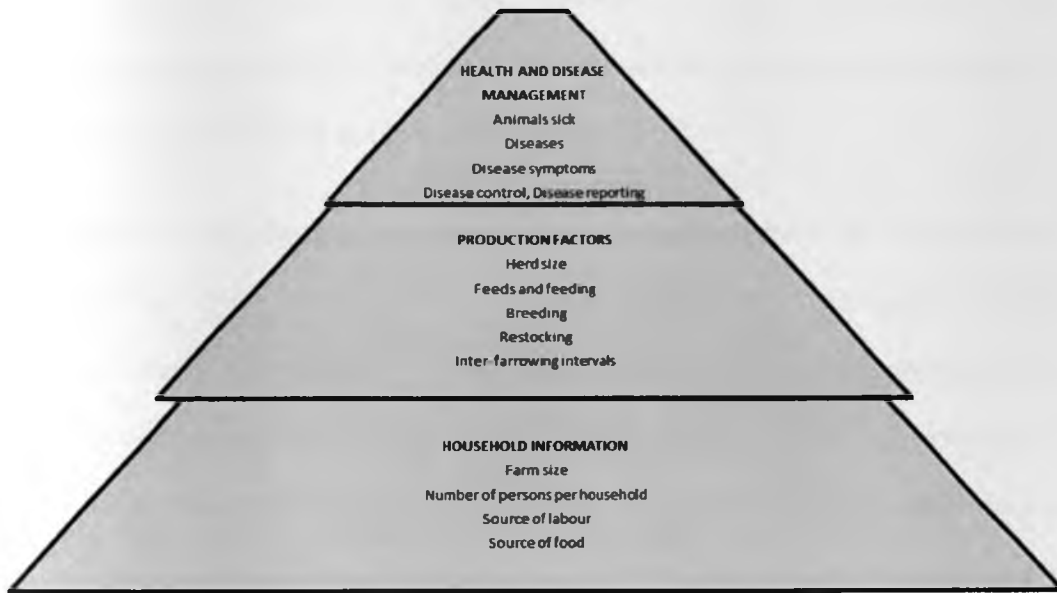 HEALTH AND DISEASE
MANAGEMENT
Animals sick
Diseases
Disease symptoms
Disease control, Disease reporting
PRODUCTION FACTORS
Herd size
Feeds and feeding
Breeding
Restocking
Inter-farrowing intervals
HOUSEHOLD INFORMATION
Farm size
Number of persons per household
Source of labour
Source of food